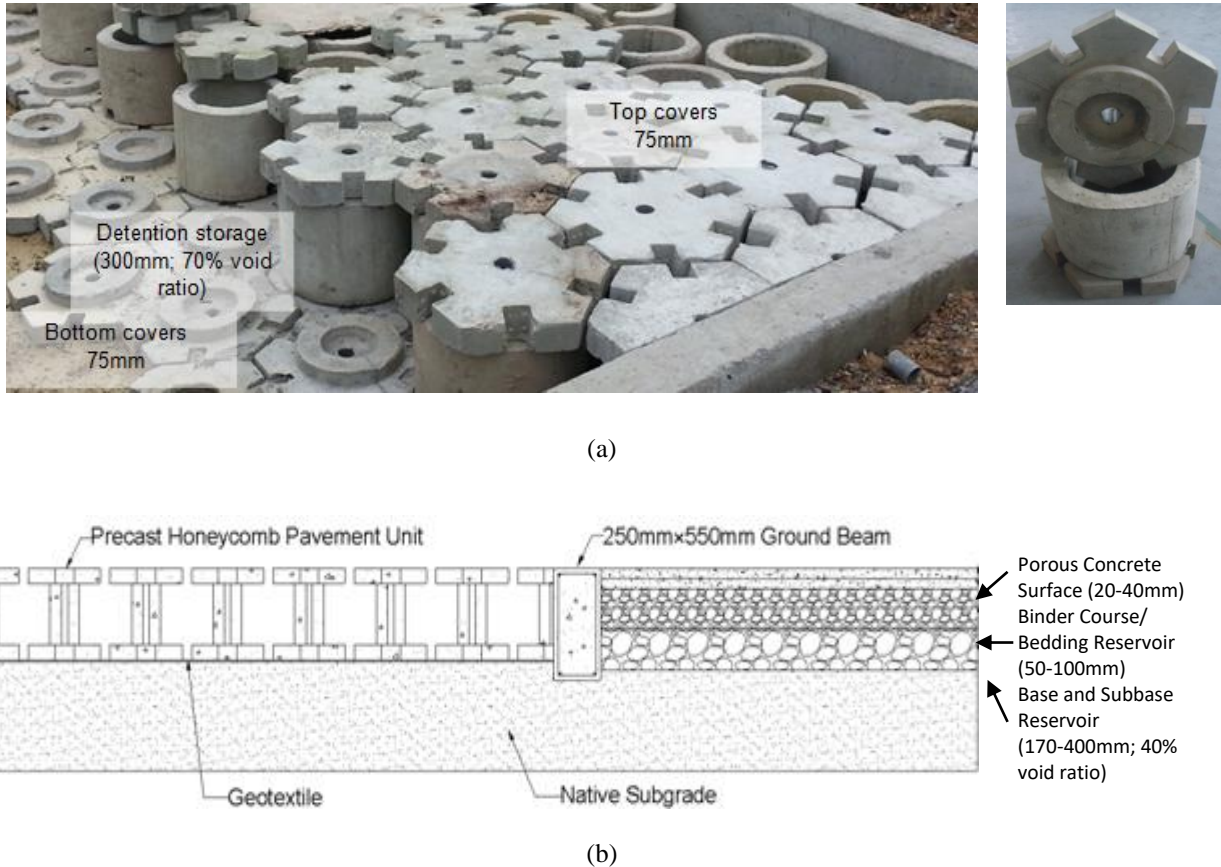 Top covers
75mm
Detention storage
(300mm; 70% void
ratio)
Bottom covers
75mm
(a)
Precast Honeycomb Pavement Unit
250mm×550mm Ground Beam
Porous Concrete
Surface (20-40mm)
Binder Course/
Bedding Reservoir
(50-100mm)
Base and Subbase
Reservoir
(170-400mm; 40%
void ratio)
Geotextile
Native Subgrade
(b)